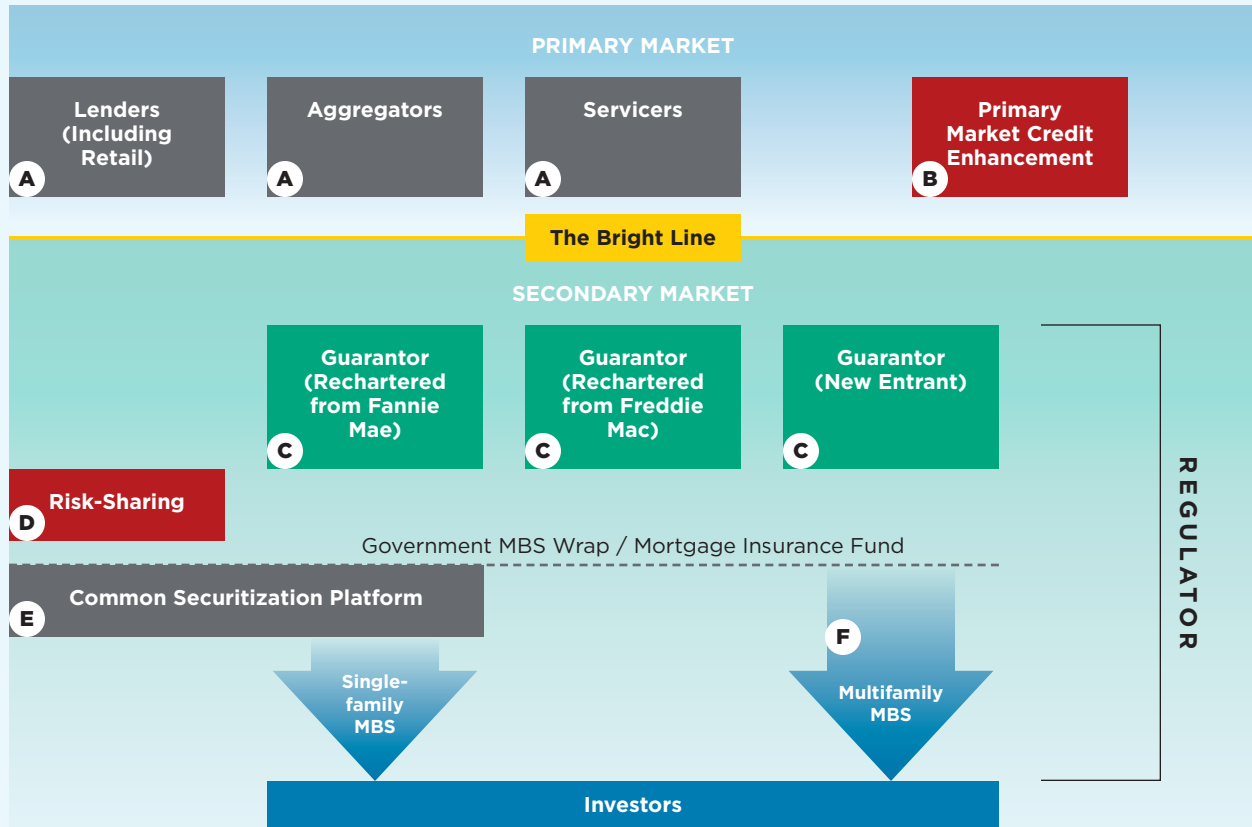 PRIMARY MARKET
Lenders
(Including
Retail)
A
Aggregators
A
Servicers
A
Primary
Market Credit
Enhancement
B
The Bright Line
SECONDARY MARKET
Guarantor
(Rechartered
from Fannie
Mae)
C
Guarantor
(Rechartered
from Freddie
Mac)
C
Guarantor
(New Entrant)
C
REGULATOR
Risk-Sharing
D
Government MBS Wrap / Mortgage Insurance Fund
Common Securitization Platform
E
F
Single-
family
MBS
Multifamily
MBS
Investors